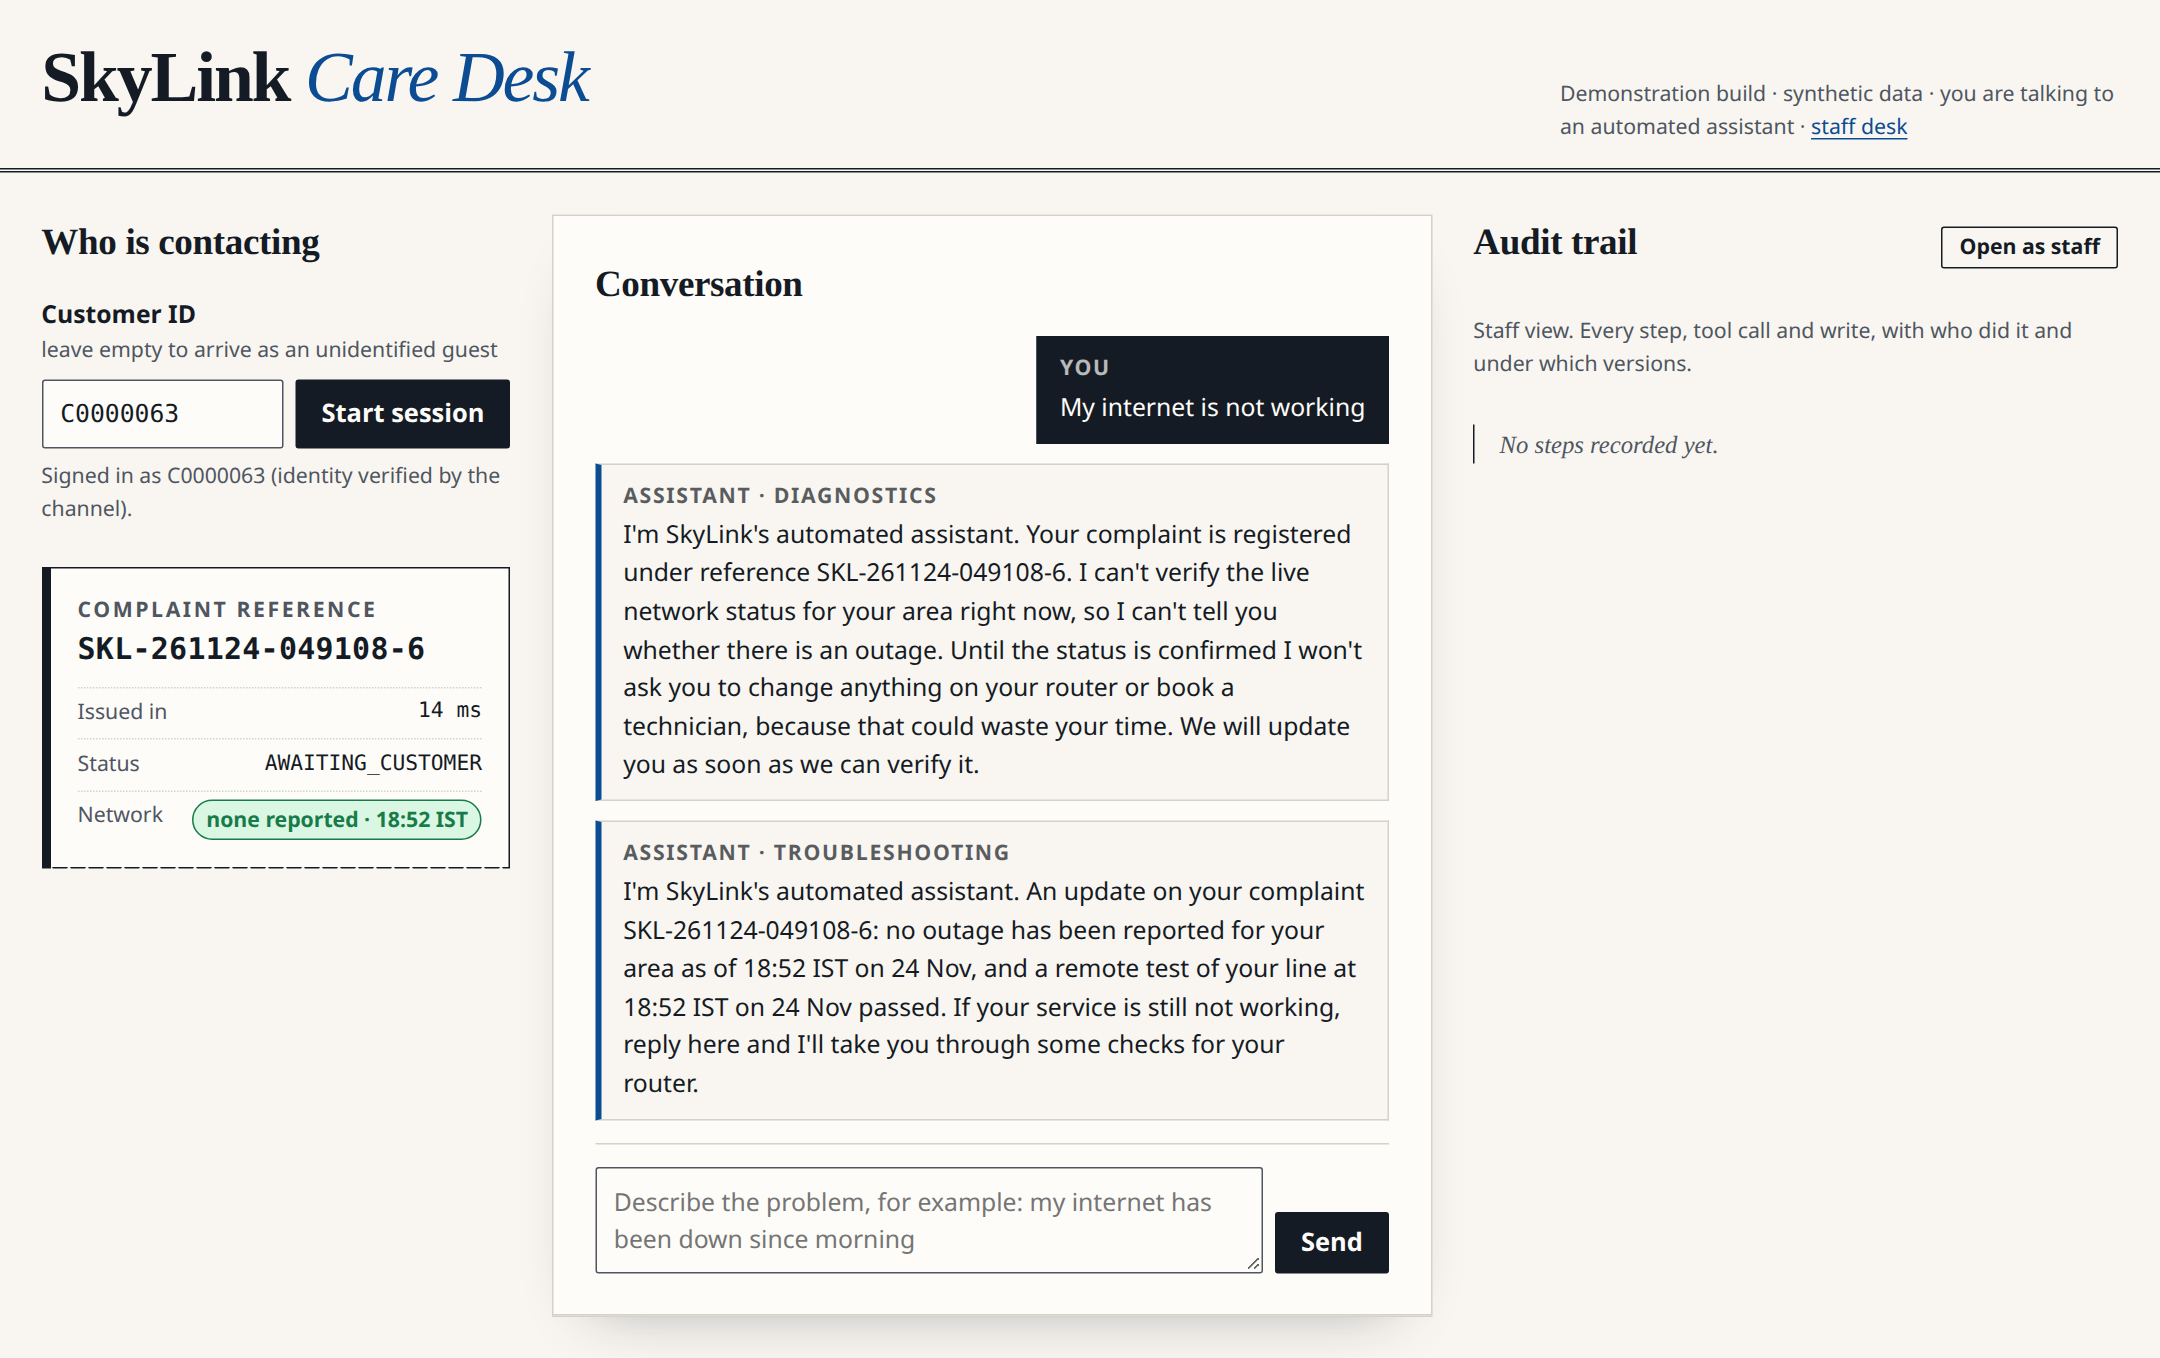 SkyLink Care Desk
Demonstration build · synthetic data · you are talking to
an automated assistant · staff desk
Who is contacting
Customer ID
leave empty to arrive as an unidentified guest
C0000063
Start session
Signed in as C0000063 (identity verified by the
channel).
COMPLAINT REFERENCE
SKL-261124-049108-6
Issued in 14 ms
Status AWAITING_CUSTOMER
Network none reported · 18:52 IST
Conversation
YOU
My internet is not working
ASSISTANT · DIAGNOSTICS
I'm SkyLink's automated assistant. Your complaint is registered
under reference SKL-261124-049108-6. I can't verify the live
network status for your area right now, so I can't tell you
whether there is an outage. Until the status is confirmed I won't
ask you to change anything on your router or book a
technician, because that could waste your time. We will update
you as soon as we can verify it.
ASSISTANT · TROUBLESHOOTING
I'm SkyLink's automated assistant. An update on your complaint
SKL-261124-049108-6: no outage has been reported for your
area as of 18:52 IST on 24 Nov, and a remote test of your line at
18:52 IST on 24 Nov passed. If your service is still not working,
reply here and I'll take you through some checks for your
router.
Describe the problem, for example: my internet has
been down since morning
Send
Audit trail
Open as staff
Staff view. Every step, tool call and write, with who did it and
under which versions.
No steps recorded yet.